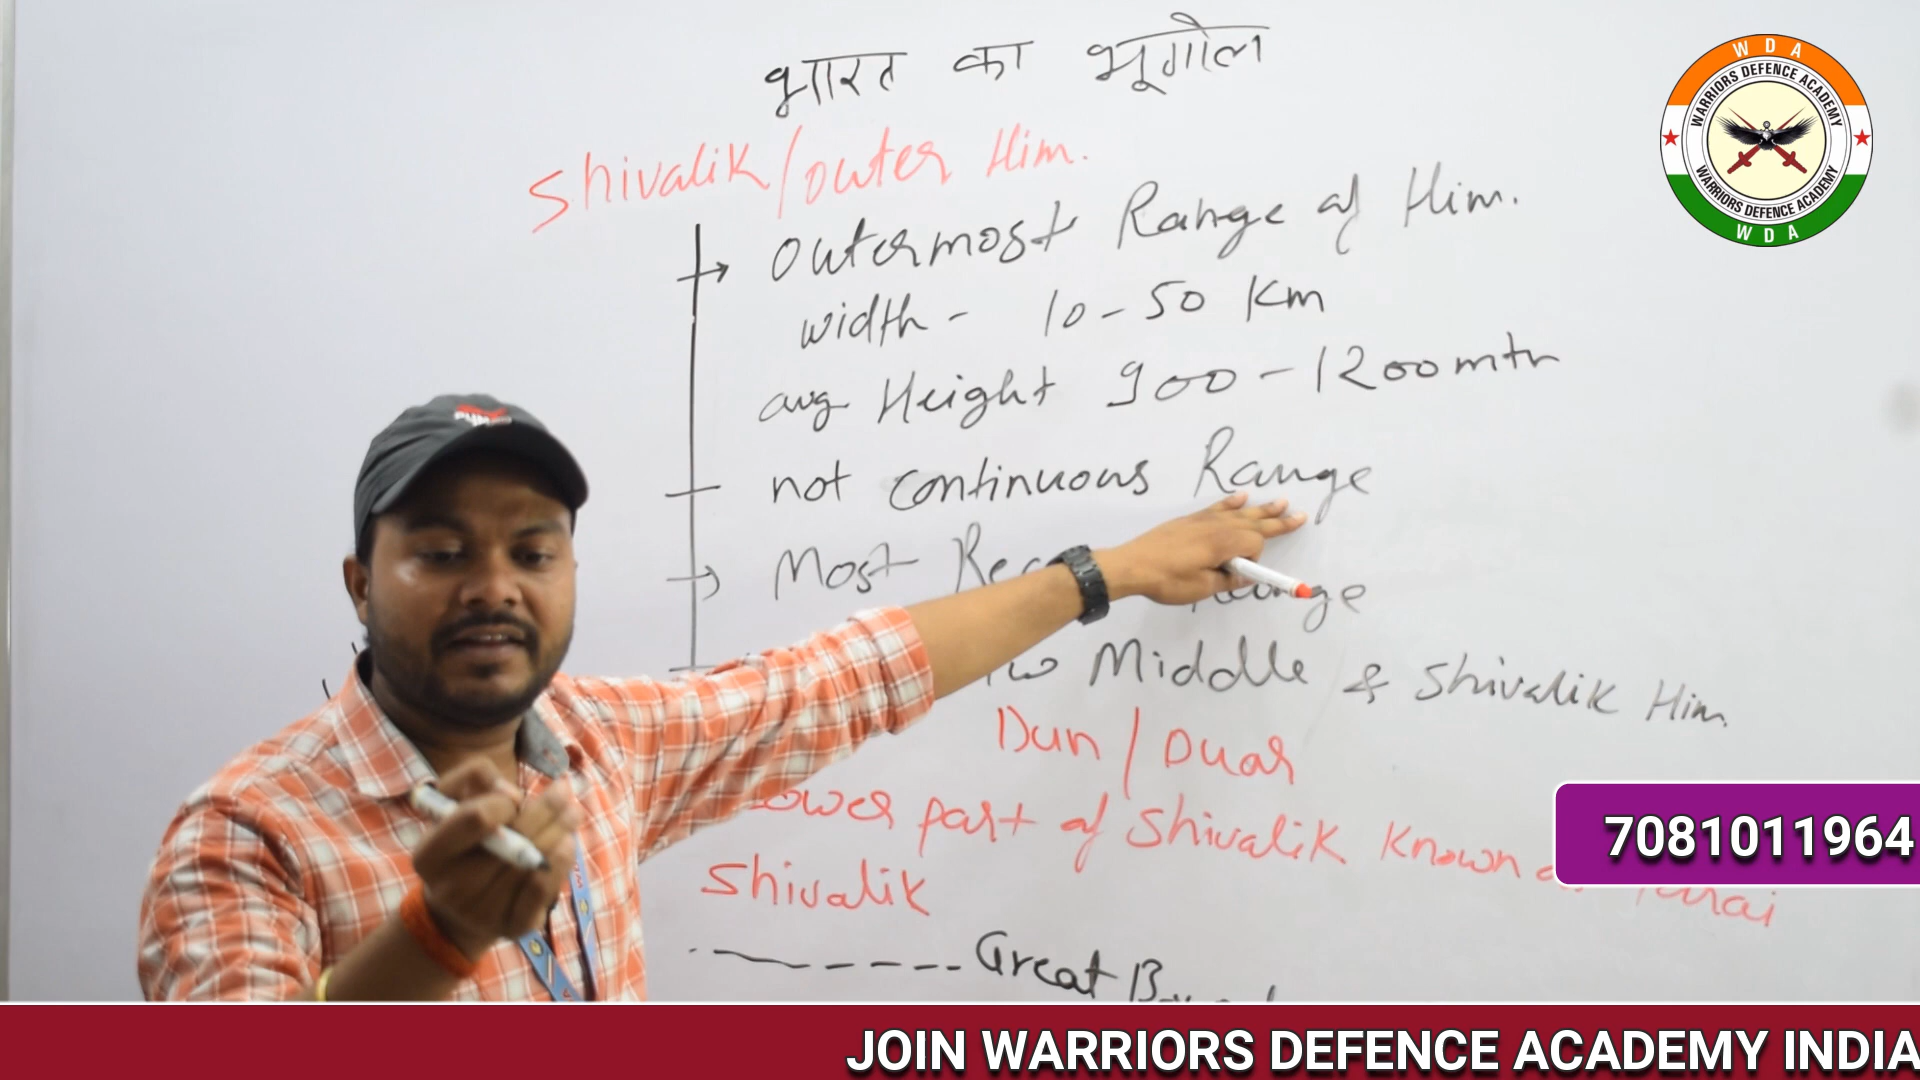 भारत का भूगोल
Shivalik/outer Him.
outermost Range of Him.
width - 10-50 Km
avg Height 900-1200mtr
not continuous Range
Most Range
Middle & Shivalik Him.
Dun/Duar
Lower part of Shivalik Known
Shivalik
Great
WDA
WARRIORS DEFENCE ACADEMY
WARRIORS DEFENCE ACADEMY
WDA
7081011964
JOIN WARRIORS DEFENCE ACADEMY INDIA